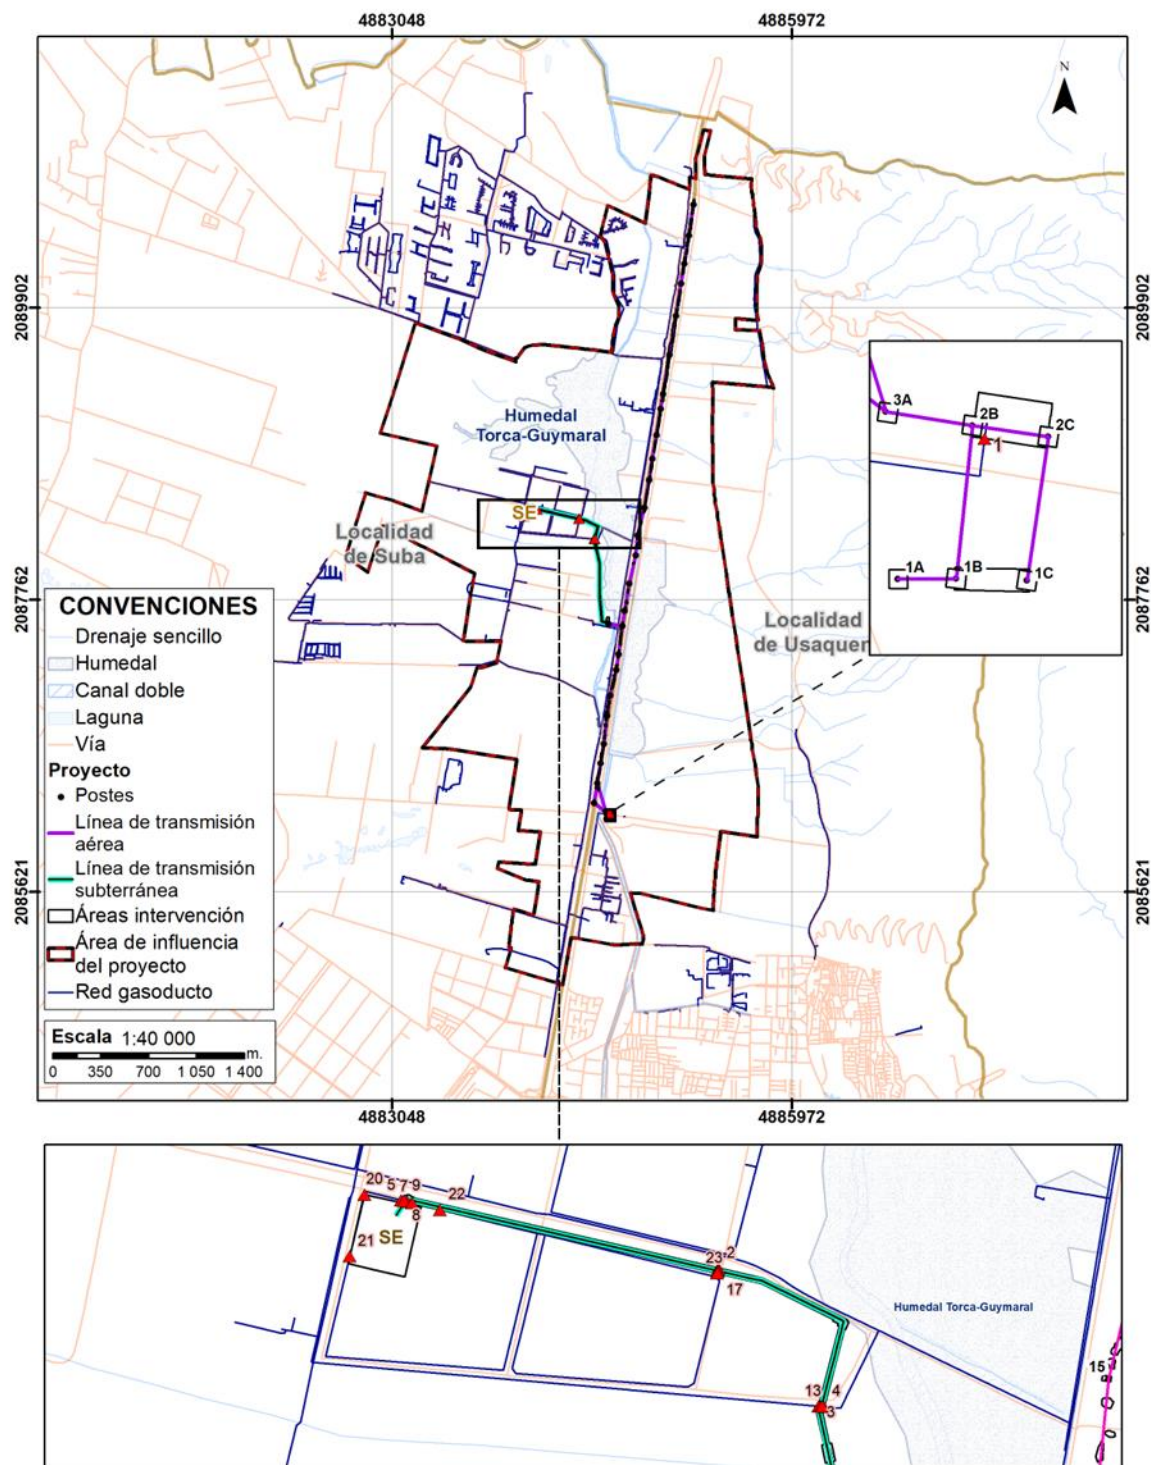 4883048
4885972
N
2089902
2089902
Humedal
Torca-Guymaral
3A
2B
2C
1
1A
1B
1C
SE
Localidad
de Suba
2087762
2087762
Localidad
de Usaquer
CONVENCIONES
Drenaje sencillo
Humedal
Canal doble
Laguna
Vía
Proyecto
Postes
Línea de transmisión
aérea
Línea de transmisión
subterránea
Áreas intervención
Área de influencia
del proyecto
Red gasoducto
2085621
2085621
Escala 1:40 000
m.
0 350 700 1 050 1 400
4883048
4885972
20
5
7
9
22
8
21
SE
23
2
17
Humedal Torca-Guymaral
15
13
4
3